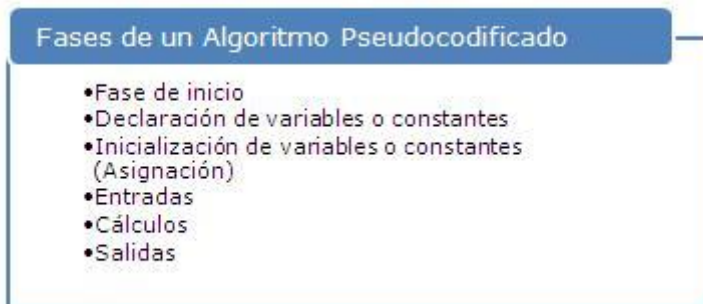 Fases de un Algoritmo Pseudocodificado
•Fase de inicio
•Declaración de variables o constantes
•Inicialización de variables o constantes
(Asignación)
•Entradas
•Cálculos
•Salidas